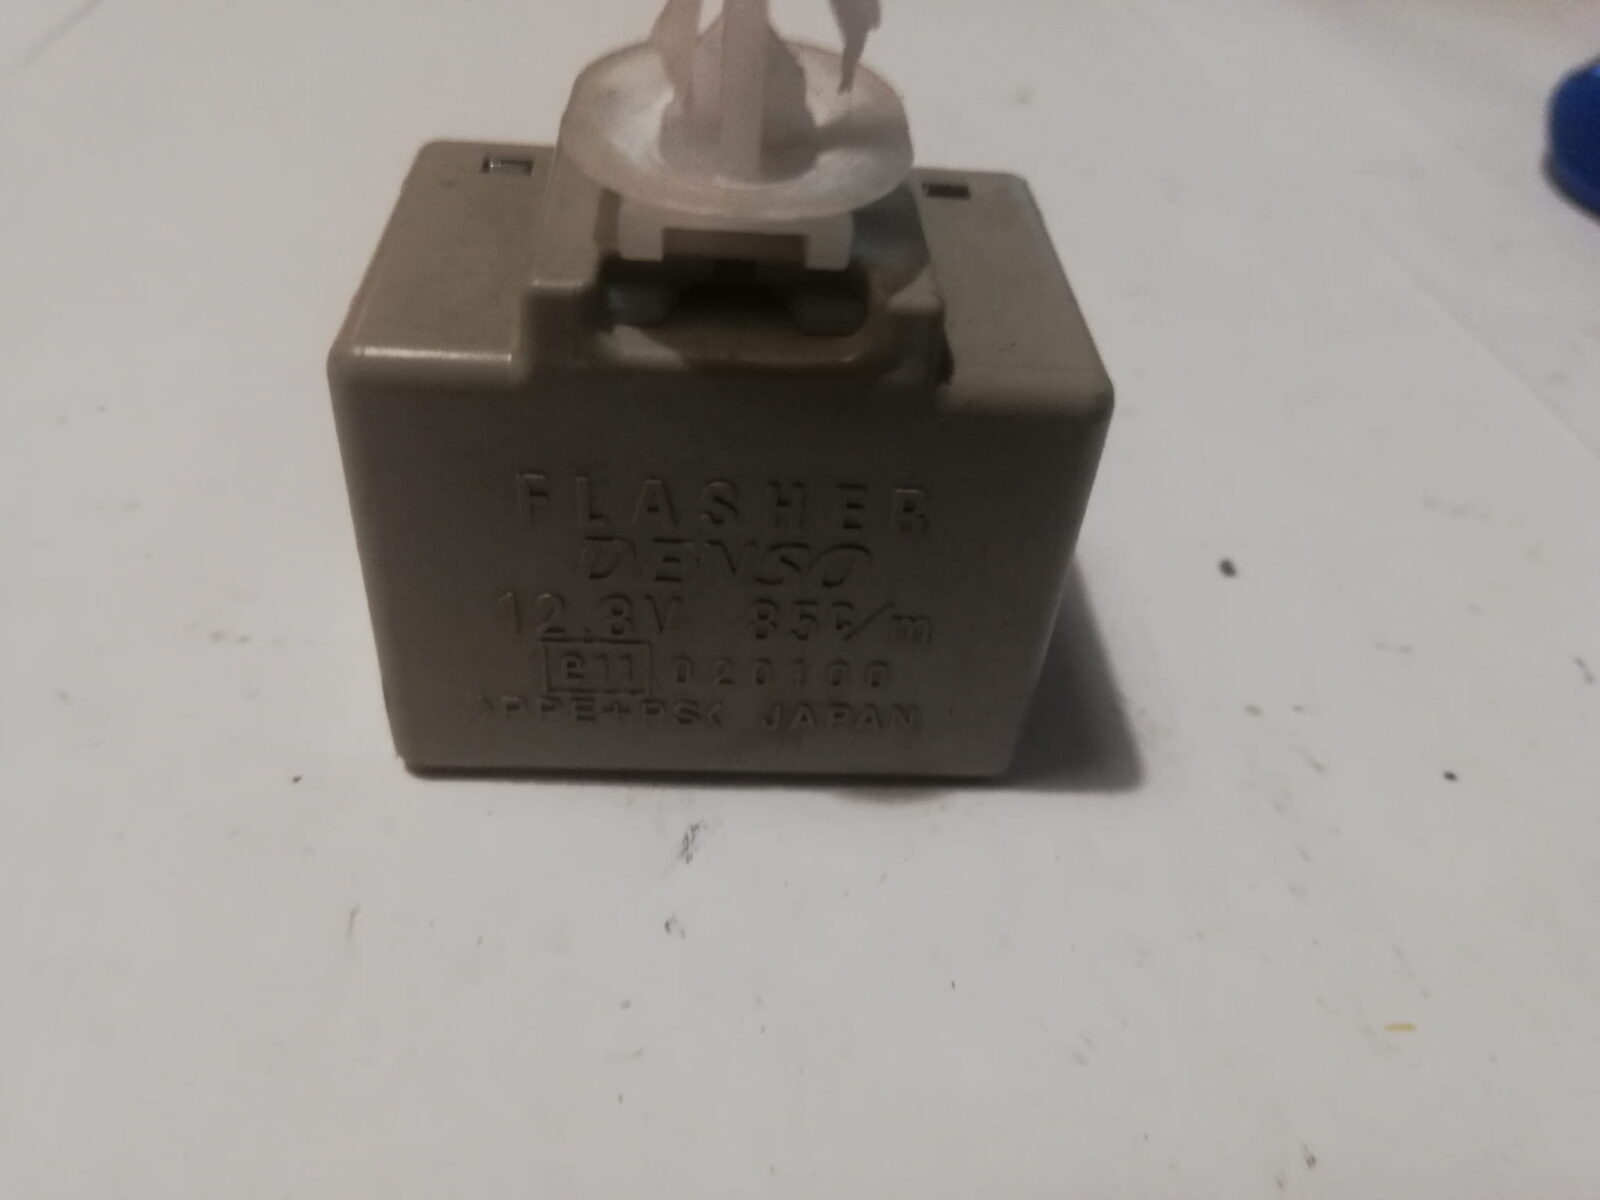 FLASHER
DENSO
12.8V 85c/m
e11 020100
>PPE+PS< JAPAN